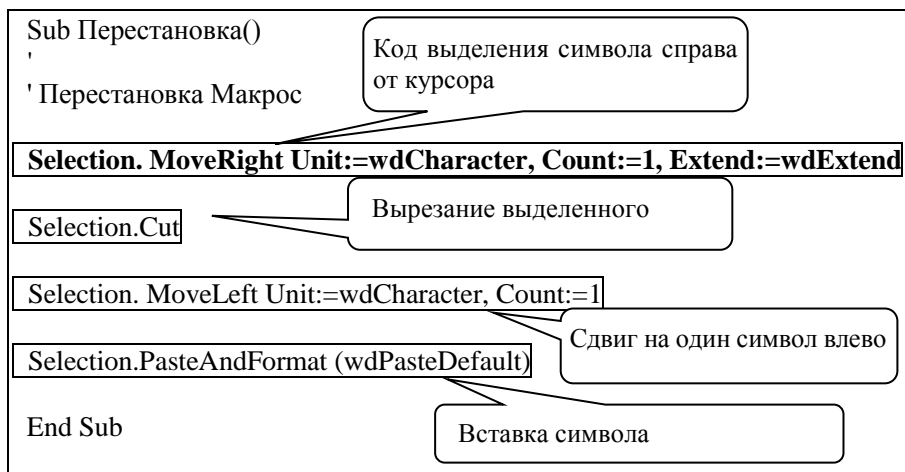 Sub Перестановка()
'
' Перестановка Макрос
Код выделения символа справа
от курсора
Selection. MoveRight Unit:=wdCharacter, Count:=1, Extend:=wdExtend
Selection.Cut
Вырезание выделенного
Selection. MoveLeft Unit:=wdCharacter, Count:=1
Сдвиг на один символ влево
Selection.PasteAndFormat (wdPasteDefault)
End Sub
Вставка символа